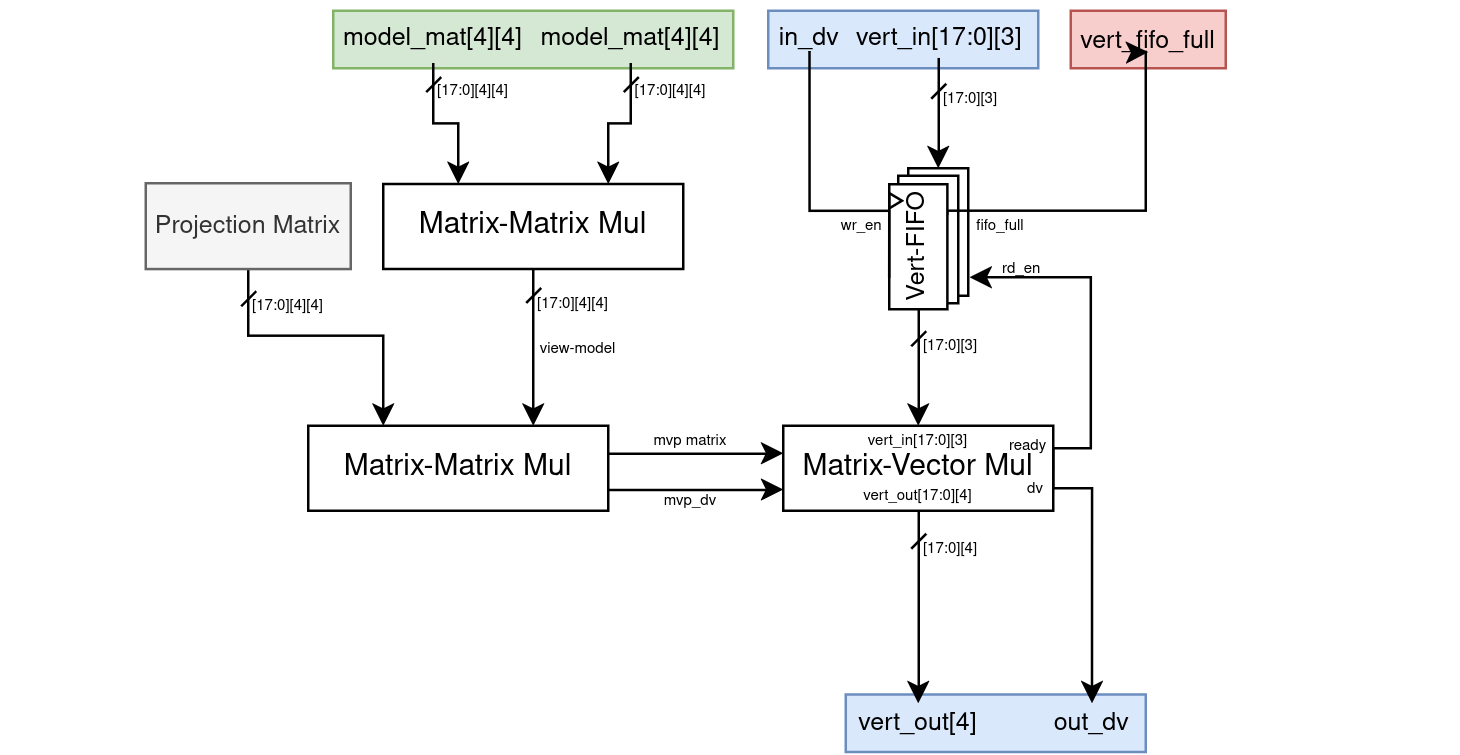 model_mat[4][4] model_mat[4][4]
in_dv vert_in[17:0][3]
vert_fifo_full
[17:0][4][4]
[17:0][4][4]
[17:0][3]
Projection Matrix
Matrix-Matrix Mul
Vert-FIFO
wr_en
fifo_full
rd_en
[17:0][4][4]
[17:0][4][4]
view-model
[17:0][3]
Matrix-Matrix Mul
mvp matrix
mvp_dv
vert_in[17:0][3]
ready
Matrix-Vector Mul
dv
vert_out[17:0][4]
[17:0][4]
vert_out[4]
out_dv